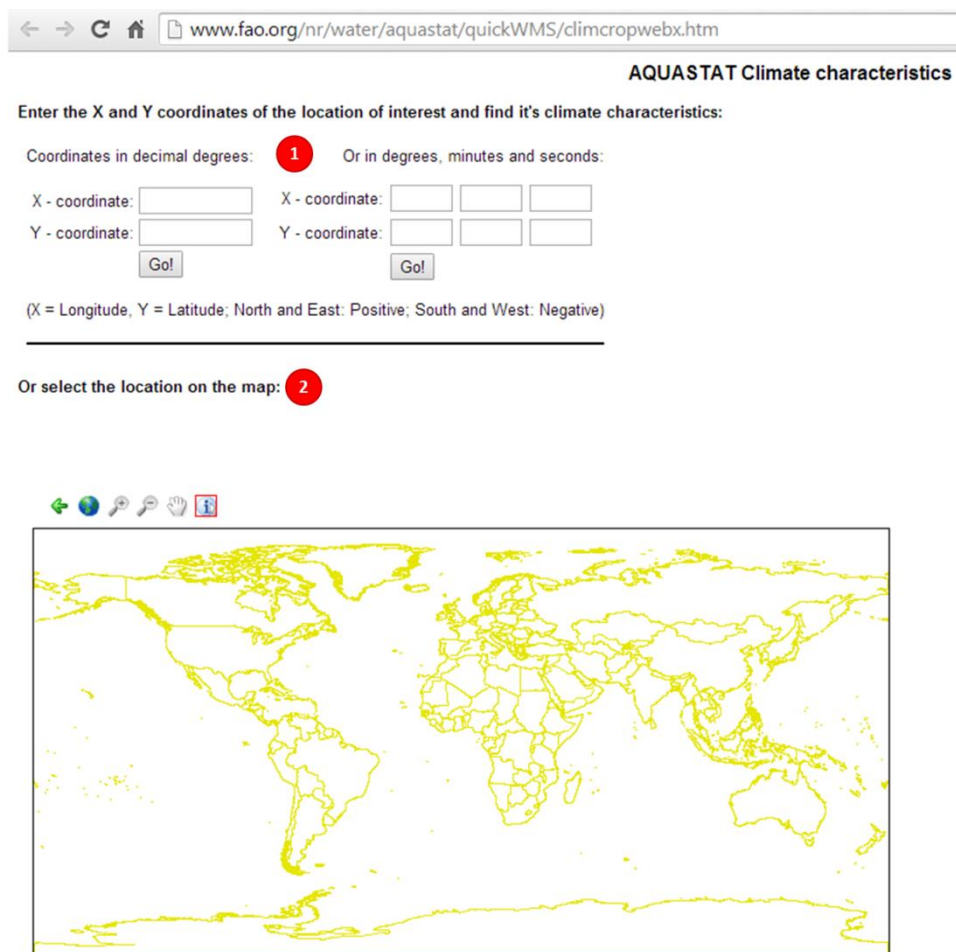 www.fao.org/nr/water/aquastat/quickWMS/climcropwebx.htm
AQUASTAT Climate characteristics
Enter the X and Y coordinates of the location of interest and find it's climate characteristics:
Coordinates in decimal degrees: 1 Or in degrees, minutes and seconds:
X - coordinate: X - coordinate:
Y - coordinate: Y - coordinate:
Go! Go!
(X = Longitude, Y = Latitude; North and East: Positive; South and West: Negative)
Or select the location on the map: 2